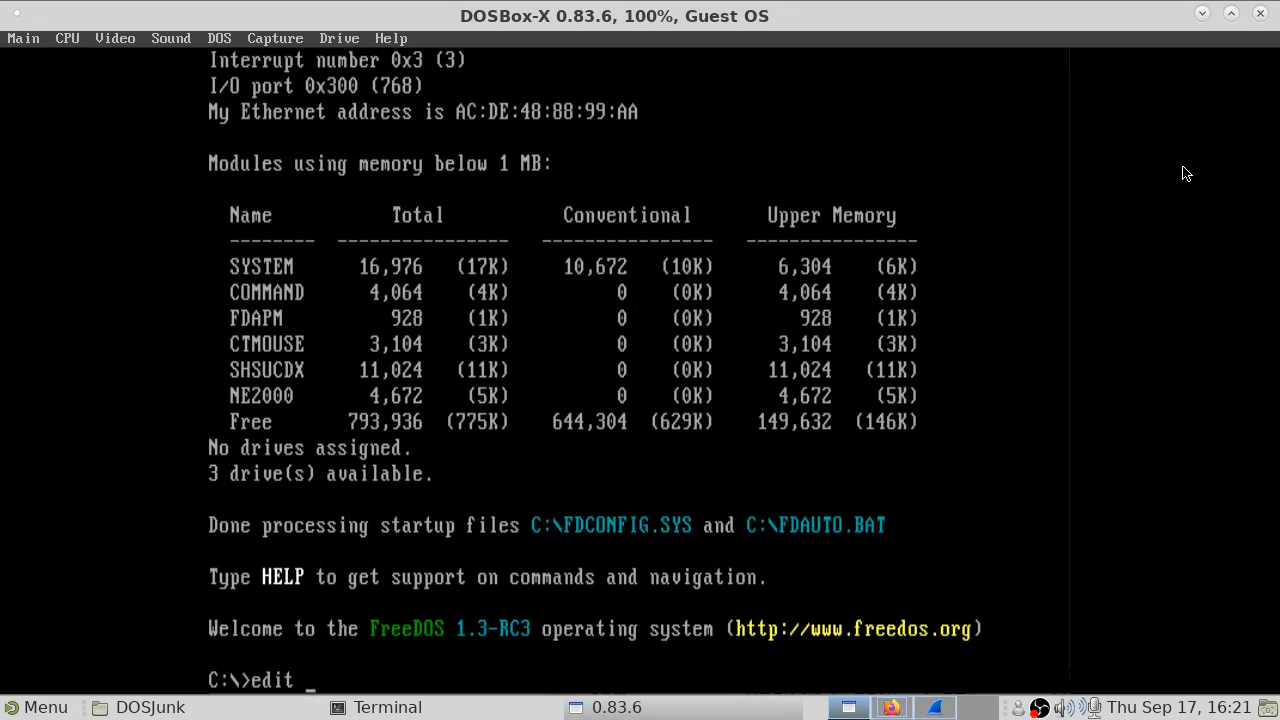 DOSBox-X 0.83.6, 100%, Guest OS
Main CPU Video Sound DOS Capture Drive Help
Interrupt number 0x3 (3)
I/O port 0x300 (768)
My Ethernet address is AC:DE:48:88:99:AA
Modules using memory below 1 MB:
Name Total Conventional Upper Memory
-------- ---------------- ---------------- ----------------
SYSTEM 16,976 (17K) 10,672 (10K) 6,304 (6K)
COMMAND 4,064 (4K) 0 (0K) 4,064 (4K)
FDAPM 928 (1K) 0 (0K) 928 (1K)
CTMOUSE 3,104 (3K) 0 (0K) 3,104 (3K)
SHSUCDX 11,024 (11K) 0 (0K) 11,024 (11K)
NE2000 4,672 (5K) 0 (0K) 4,672 (5K)
Free 793,936 (775K) 644,304 (629K) 149,632 (146K)
No drives assigned.
3 drive(s) available.
Done processing startup files C:\FDCONFIG.SYS and C:\FDAUTO.BAT
Type HELP to get support on commands and navigation.
Welcome to the FreeDOS 1.3-RC3 operating system (http://www.freedos.org)
C:\>edit _
Menu DOSJunk Terminal 0.83.6 Thu Sep 17, 16:21